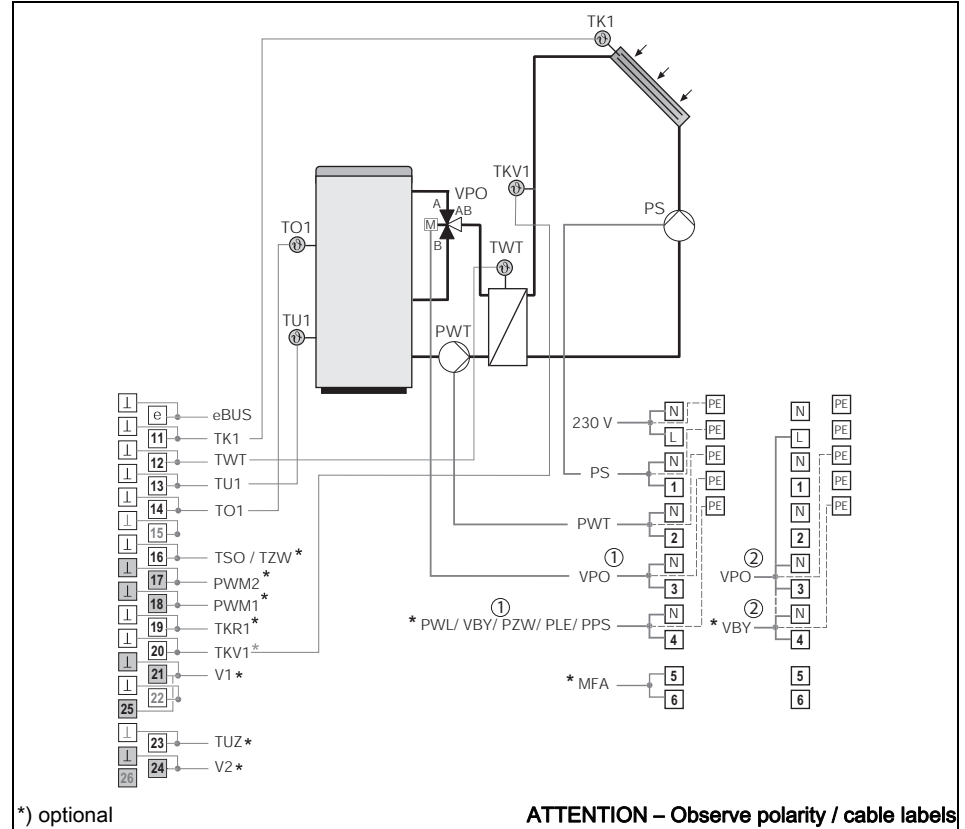 TK1
TKV1
VPO
A
AB
M
B
PS
TO1
TWT
TU1
PWT
⊥
e eBUS
⊥
11 TK1
⊥
12 TWT
⊥
13 TU1
⊥
14 TO1
⊥
15
⊥
16 TSO / TZW *
⊥
17 PWM2 *
⊥
18 PWM1 *
⊥
19 TKR1 *
⊥
20 TKV1 *
⊥
21 V1 *
⊥
22
25
⊥
23 TUZ *
⊥
24 V2 *
26
230 V
N PE
L PE
PS
N PE
1 PE
PWT
N PE
2
① VPO
N
3
①
* PWL/ VBY/ PZW/ PLE/ PPS
N
4
* MFA
5
6
N PE
L PE
N PE
1 PE
N PE
2
② VPO
N
3
② * VBY
N
4
5
6
*) optional
ATTENTION – Observe polarity / cable labels